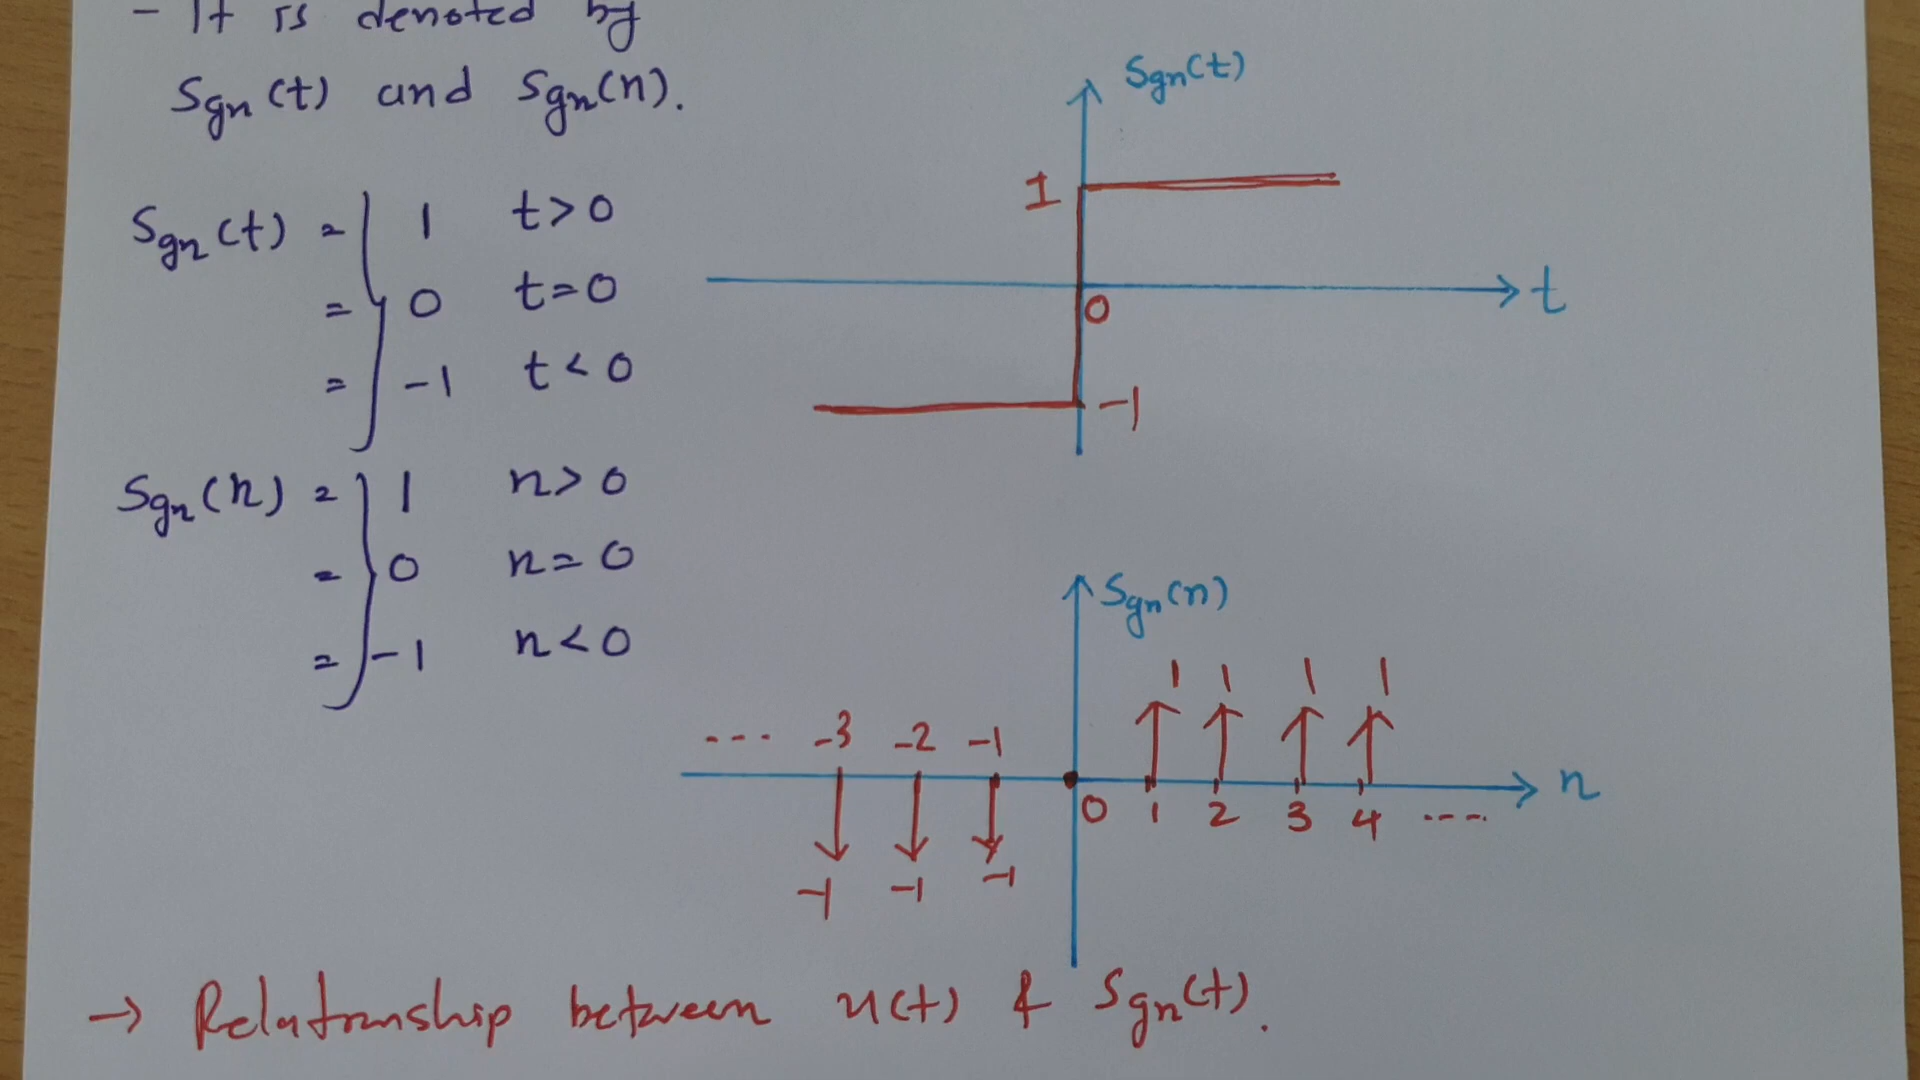 - It is denoted by
Sgn(t) and Sgn(n).
Sgn(t) = 1 t>0
= 0 t=0
= -1 t<0
Sgn(n) = 1 n>0
= 0 n=0
= -1 n<0
Sgn(t)
1
t
0
-1
Sgn(n)
1 1 1 1
--- -3 -2 -1
n
0 1 2 3 4 ----
-1 -1 -1
→ Relationship between u(t) & Sgn(t).